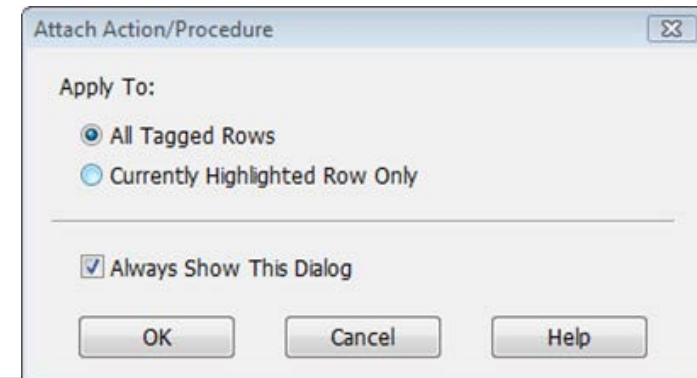 Attach Action/Procedure
Apply To:
All Tagged Rows
Currently Highlighted Row Only
Always Show This Dialog
OK Cancel Help